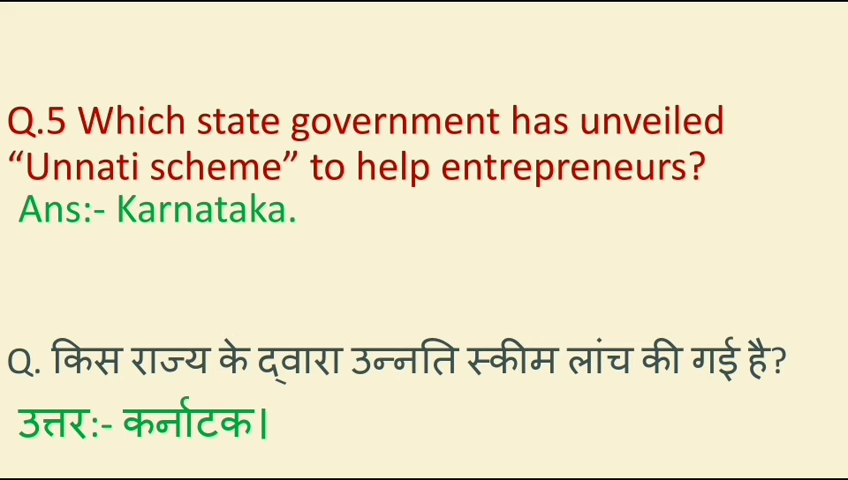 Q.5 Which state government has unveiled
“Unnati scheme” to help entrepreneurs?
Ans:- Karnataka.
Q. किस राज्य के द्वारा उन्नति स्कीम लांच की गई है?
उत्तर:- कर्नाटक।